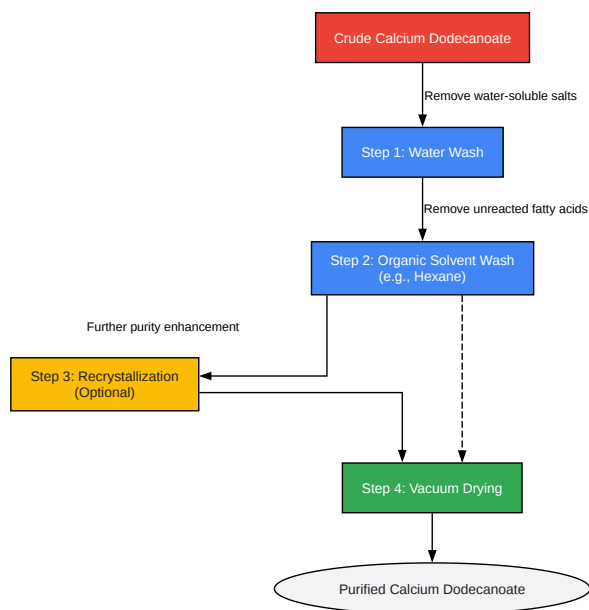 Crude Calcium Dodecanoate
Remove water-soluble salts
Step 1: Water Wash
Remove unreacted fatty acids
Step 2: Organic Solvent Wash
(e.g., Hexane)
Further purity enhancement
Step 3: Recrystallization
(Optional)
Step 4: Vacuum Drying
Purified Calcium Dodecanoate